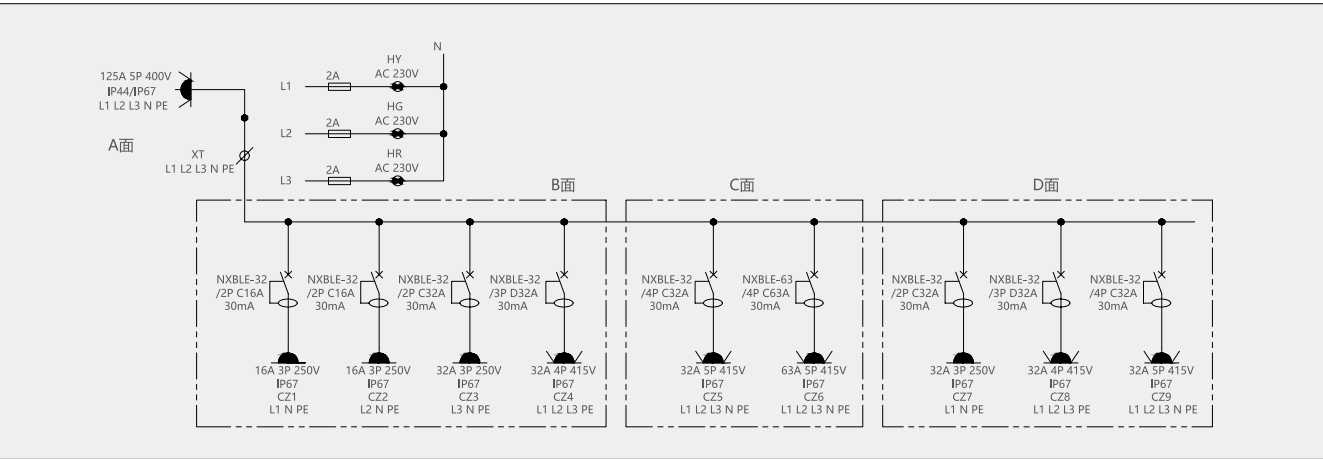 125A 5P 400V
IP44/IP67
L1 L2 L3 N PE
A面
XT
L1 L2 L3 N PE
N
HY
AC 230V
2A
L1
HG
AC 230V
2A
L2
HR
AC 230V
2A
L3
B面
C面
D面
NXBLE-32
/2P C16A
30mA
NXBLE-32
/2P C16A
30mA
NXBLE-32
/2P C32A
30mA
NXBLE-32
/3P D32A
30mA
NXBLE-32
/4P C32A
30mA
NXBLE-63
/4P C63A
30mA
NXBLE-32
/2P C32A
30mA
NXBLE-32
/3P D32A
30mA
NXBLE-32
/4P C32A
30mA
16A 3P 250V
IP67
CZ1
L1 N PE
16A 3P 250V
IP67
CZ2
L2 N PE
32A 3P 250V
IP67
CZ3
L3 N PE
32A 4P 415V
IP67
CZ4
L1 L2 L3 PE
32A 5P 415V
IP67
CZ5
L1 L2 L3 N PE
63A 5P 415V
IP67
CZ6
L1 L2 L3 N PE
32A 3P 250V
IP67
CZ7
L1 N PE
32A 4P 415V
IP67
CZ8
L1 L2 L3 PE
32A 5P 415V
IP67
CZ9
L1 L2 L3 N PE